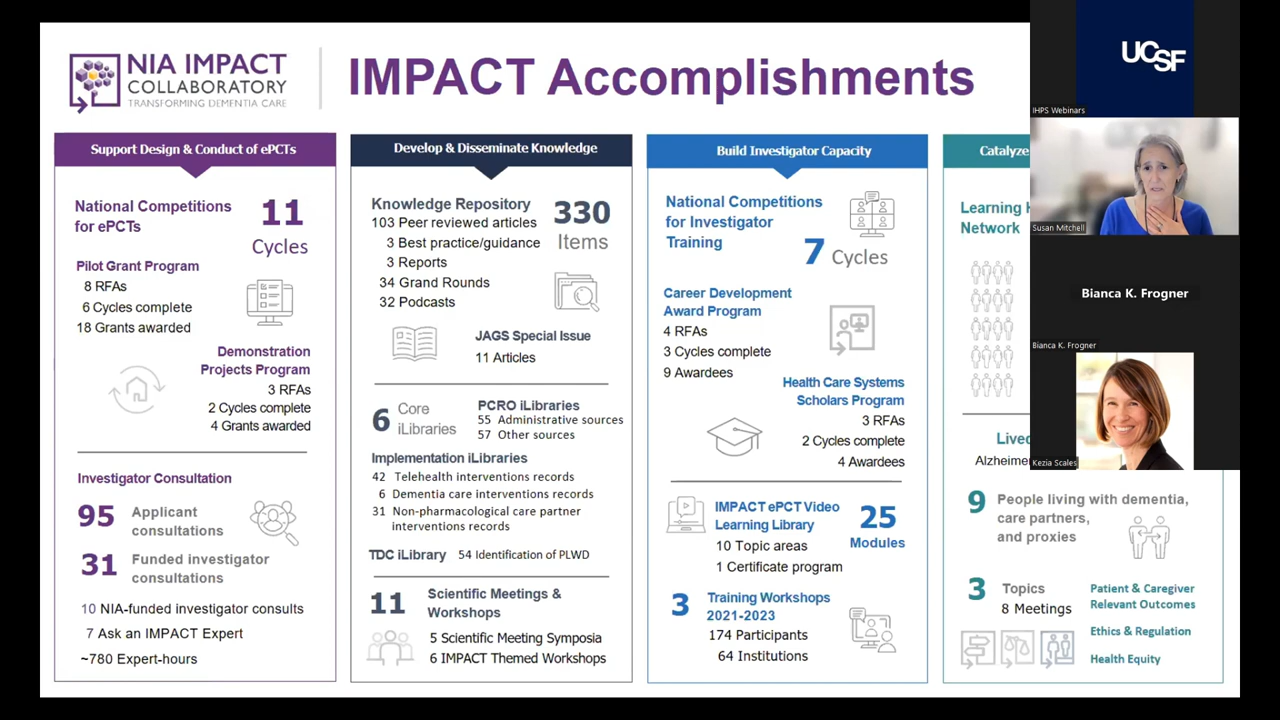 NIA IMPACT
COLLABORATORY
TRANSFORMING DEMENTIA CARE
IMPACT Accomplishments
Support Design & Conduct of ePCTs
National Competitions
for ePCTs
11
Cycles
Pilot Grant Program
8 RFAs
6 Cycles complete
18 Grants awarded
Demonstration
Projects Program
3 RFAs
2 Cycles complete
4 Grants awarded
Investigator Consultation
95
Applicant
consultations
31
Funded investigator
consultations
10 NIA-funded investigator consults
7 Ask an IMPACT Expert
~780 Expert-hours
Develop & Disseminate Knowledge
Knowledge Repository
330
Items
103 Peer reviewed articles
3 Best practice/guidance
3 Reports
34 Grand Rounds
32 Podcasts
JAGS Special Issue
11 Articles
6
Core
iLibraries
PCRO iLibraries
55 Administrative sources
57 Other sources
Implementation iLibraries
42 Telehealth interventions records
6 Dementia care interventions records
31 Non-pharmacological care partner
interventions records
TDC iLibrary 54 Identification of PLWD
11
Scientific Meetings &
Workshops
5 Scientific Meeting Symposia
6 IMPACT Themed Workshops
Build Investigator Capacity
National Competitions
for Investigator
Training
7 Cycles
Career Development
Award Program
4 RFAs
3 Cycles complete
9 Awardees
Health Care Systems
Scholars Program
3 RFAs
2 Cycles complete
4 Awardees
IMPACT ePCT Video
Learning Library
25
Modules
10 Topic areas
1 Certificate program
3
Training Workshops
2021-2023
174 Participants
64 Institutions
Catalyze
Learning H
Network
Lived
Alzheimer
9
People living with dementia,
care partners,
and proxies
3
Topics
8 Meetings
Patient & Caregiver
Relevant Outcomes
Ethics & Regulation
Health Equity
UCSF
IHPS Webinars
Susan Mitchell
Bianca K. Frogner
Bianca K. Frogner
Kezia Scales